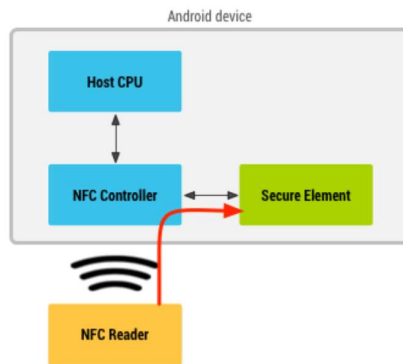 Android device
Host CPU
NFC Controller
Secure Element
NFC Reader